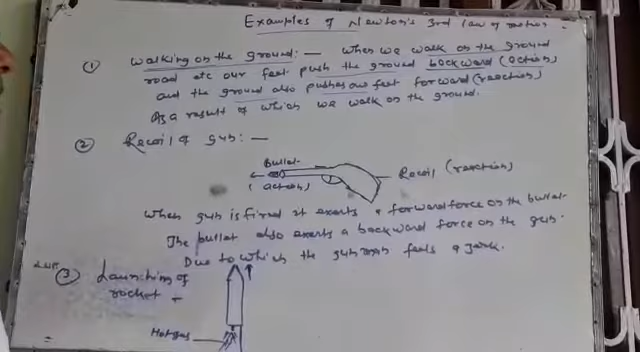 Examples of Newton's 3rd law of motion.
① Walking on the ground: — When we walk on the ground
road etc our feet push the ground backward (action)
and the ground also pushes our feet forward (reaction)
As a result of which we walk on the ground.
② Recoil of gun: —
bullet
(action)
Recoil (reaction)
When gun is fired it exerts a forward force on the bullet
The bullet also exerts a backward force on the gun.
Due to which the gunman feels a jerk.
③ Launching of
rocket -
Hot gas